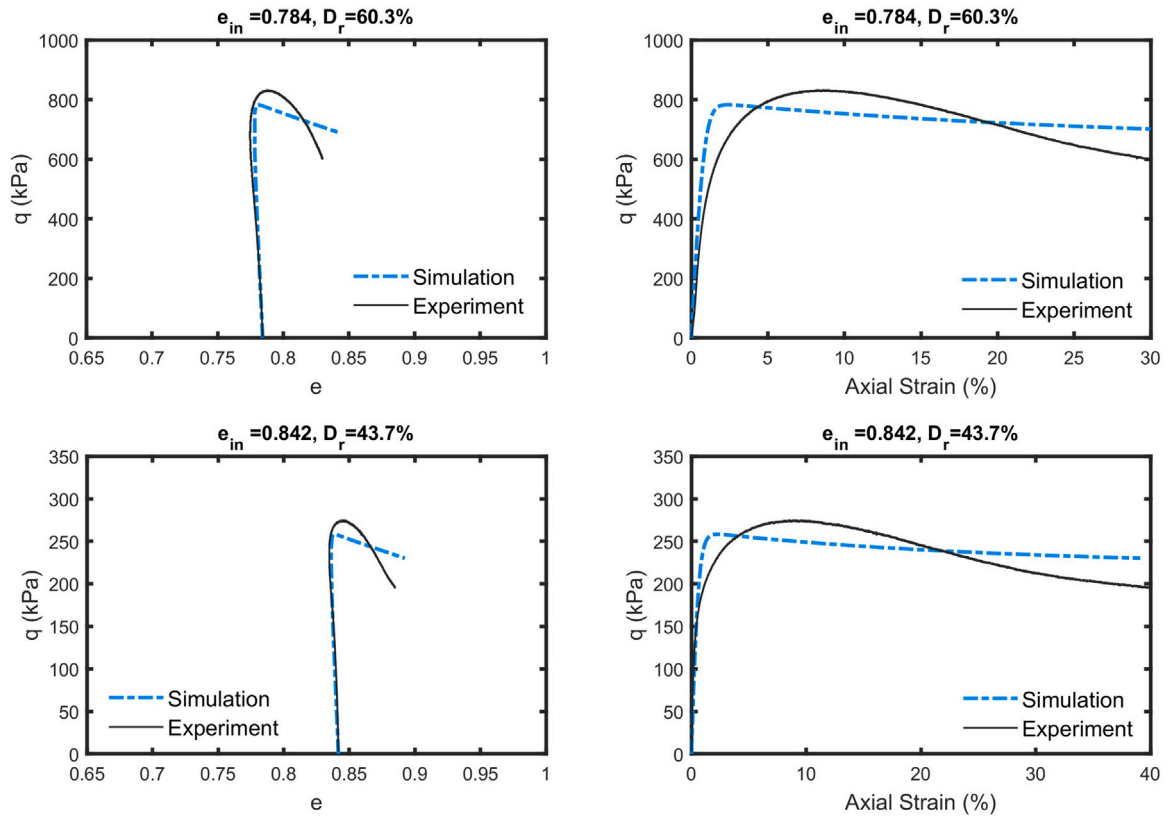 e_in =0.784, D_r=60.3%
1000
800
600
400
200
0
q (kPa)
Simulation
Experiment
0.65 0.7 0.75 0.8 0.85 0.9 0.95 1
e
e_in =0.784, D_r=60.3%
1000
800
600
400
200
0
q (kPa)
Simulation
Experiment
0 5 10 15 20 25 30
Axial Strain (%)
e_in =0.842, D_r=43.7%
350
300
250
200
150
100
50
0
q (kPa)
Simulation
Experiment
0.65 0.7 0.75 0.8 0.85 0.9 0.95 1
e
e_in =0.842, D_r=43.7%
350
300
250
200
150
100
50
0
q (kPa)
Simulation
Experiment
0 10 20 30 40
Axial Strain (%)